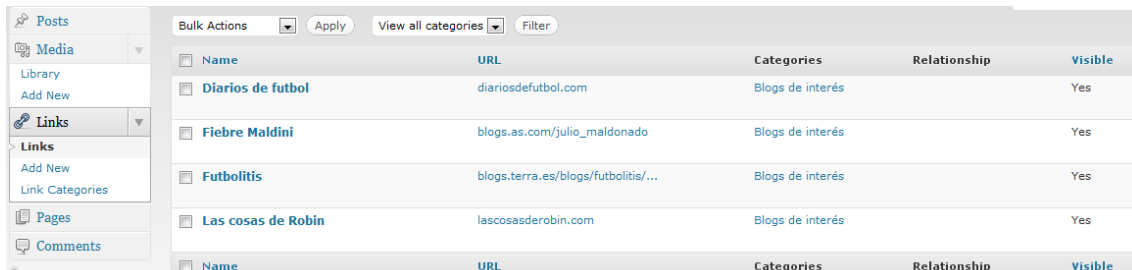 Posts
Media
Library
Add New
Links
Links
Add New
Link Categories
Pages
Comments
Bulk Actions Apply View all categories Filter
Name URL Categories Relationship Visible
Diarios de futbol diariosdefutbol.com Blogs de interés Yes
Fiebre Maldini blogs.as.com/julio_maldonado Blogs de interés Yes
Futbolitis blogs.terra.es/blogs/futbolitis/... Blogs de interés Yes
Las cosas de Robin lascosasderobin.com Blogs de interés Yes
Name URL Categories Relationship Visible